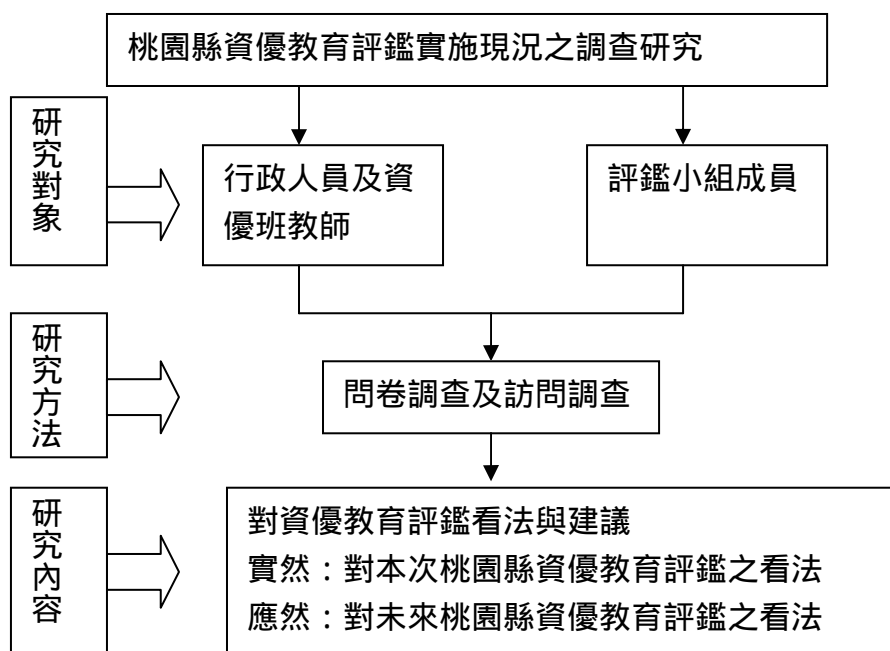 桃園縣資優教育評鑑實施現況之調查研究
研究對象
行政人員及資
優班教師
評鑑小組成員
研究方法
問卷調查及訪問調查
研究內容
對資優教育評鑑看法與建議
實然：對本次桃園縣資優教育評鑑之看法
應然：對未來桃園縣資優教育評鑑之看法